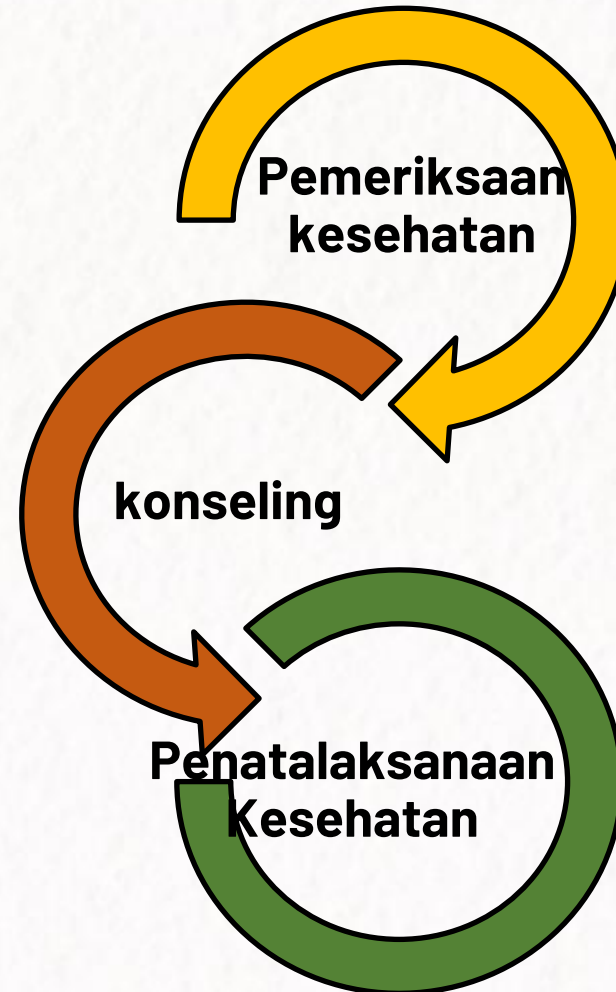 Pemeriksaan
kesehatan
konseling
Penatalaksanaan
Kesehatan